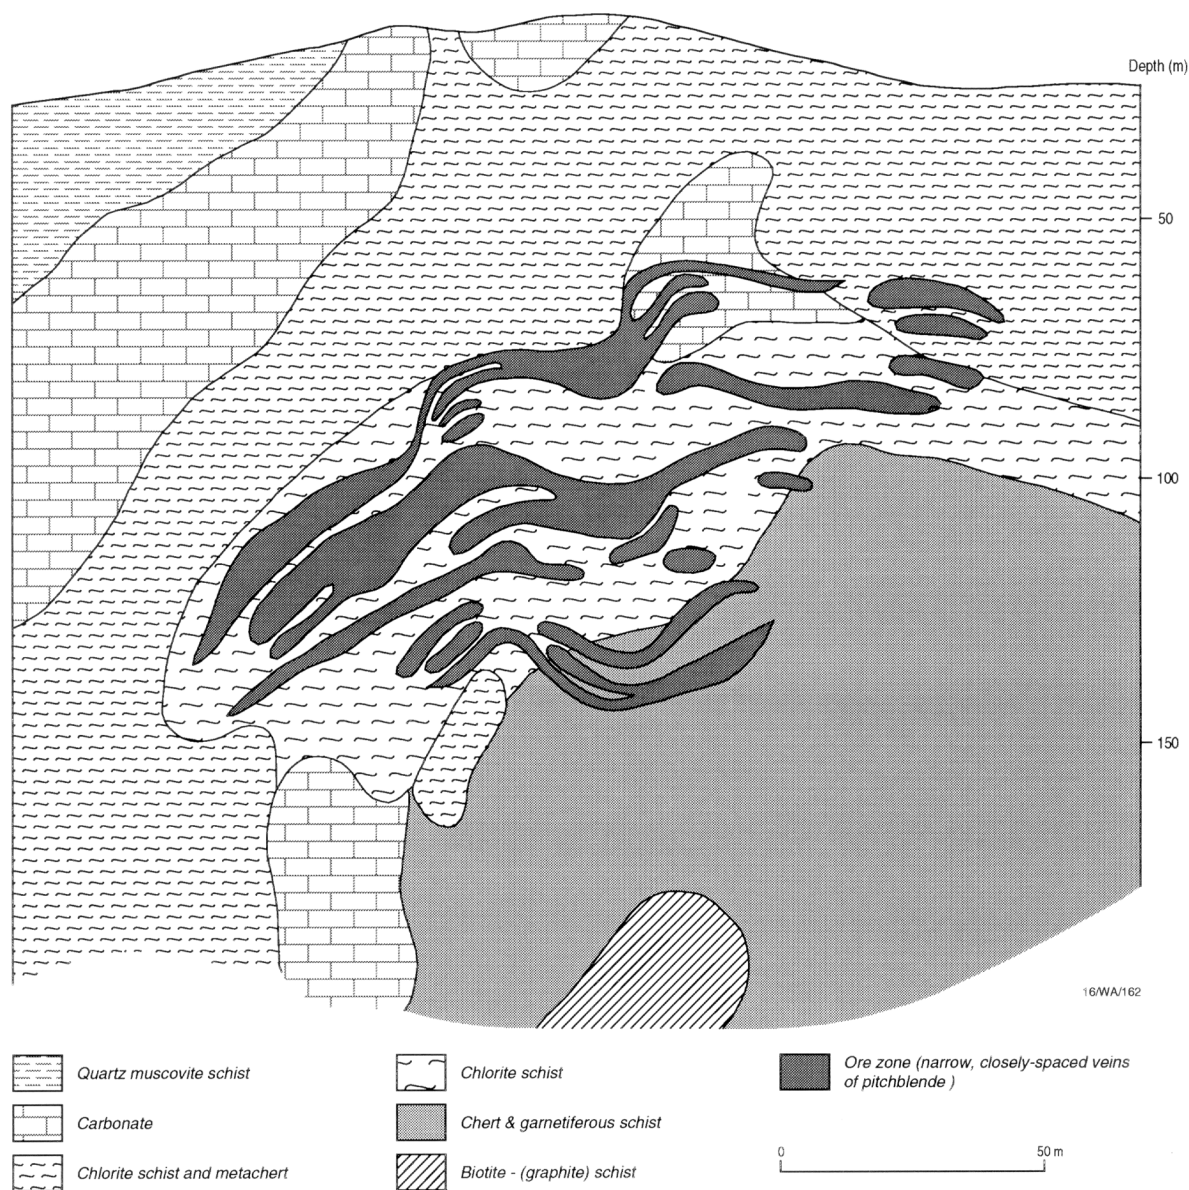 Depth (m)
50
100
150
16/WA/162
Quartz muscovite schist
Chlorite schist
Ore zone (narrow, closely-spaced veins
of pitchblende )
Carbonate
Chert & garnetiferous schist
Chlorite schist and metachert
Biotite - (graphite) schist
0
50 m